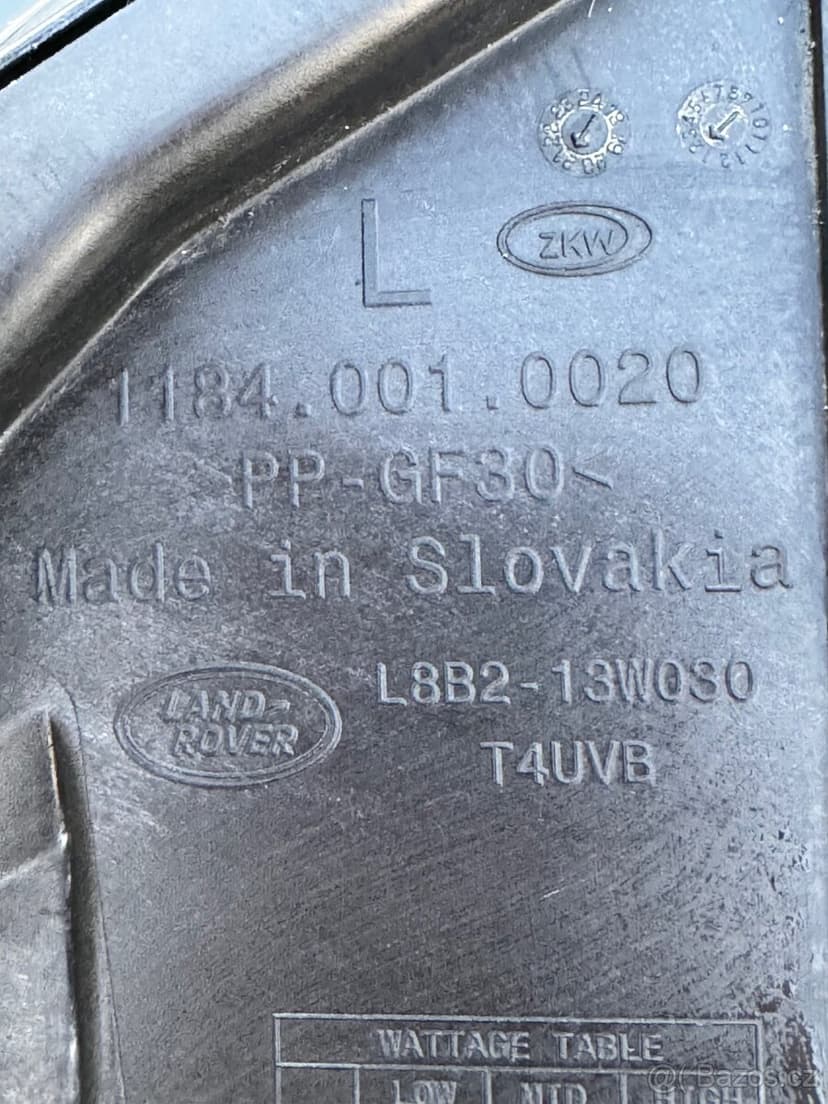 L
ZKW
1184.001.0020
>PP-GF30<
Made in Slovakia
LAND-
ROVER
L8B2-13W030
T4UVB
WATTAGE TABLE
LOW MID HIGH
Bazos.cz